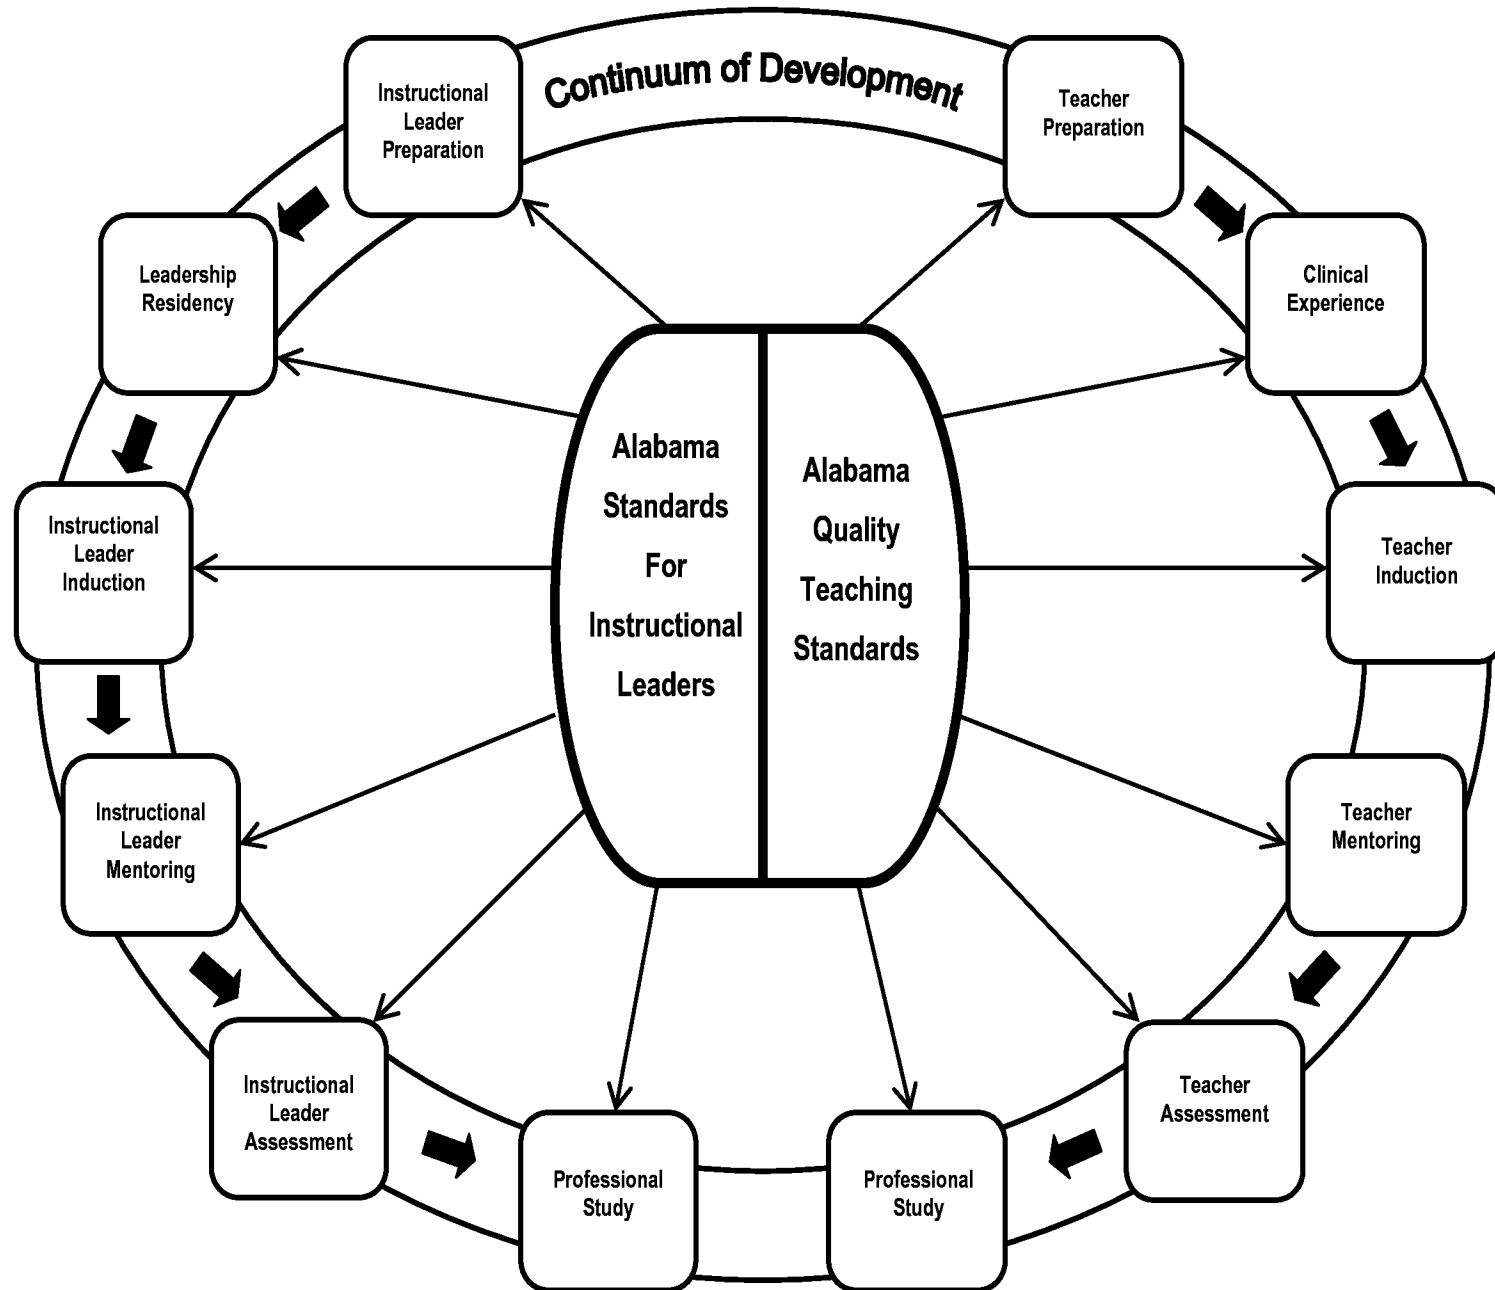 Continuum of Development
Instructional
Leader
Preparation
Teacher
Preparation
Leadership
Residency
Clinical
Experience
Alabama
Standards
For
Instructional
Leaders
Alabama
Quality
Teaching
Standards
Instructional
Leader
Induction
Teacher
Induction
Instructional
Leader
Mentoring
Teacher
Mentoring
Instructional
Leader
Assessment
Teacher
Assessment
Professional
Study
Professional
Study